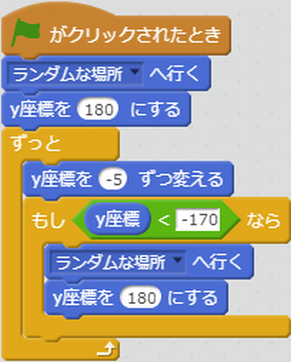 がクリックされたとき
ランダムな場所 へ行く
y座標を 180 にする
ずっと
y座標を -5 ずつ変える
もし y座標 < -170 なら
ランダムな場所 へ行く
y座標を 180 にする